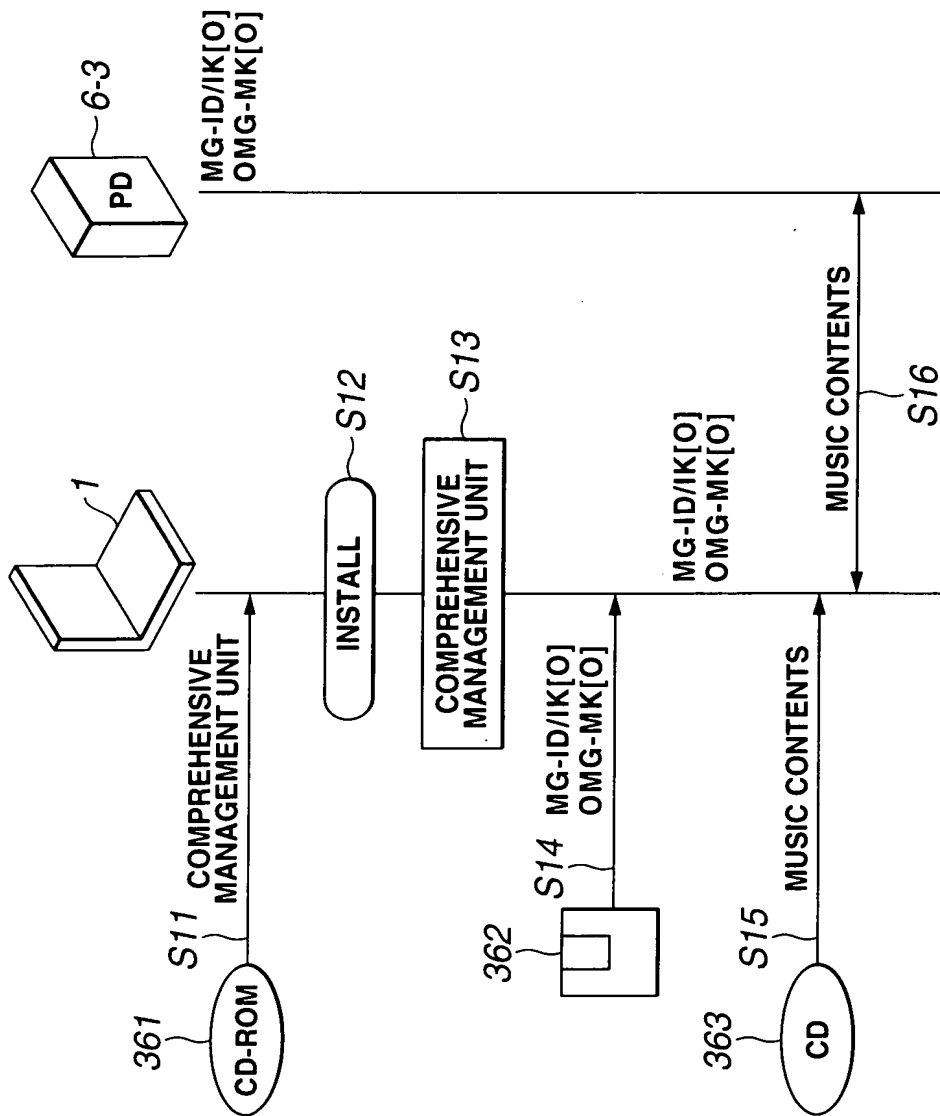 1
6-3
PD
MG-ID/IK[O]
OMG-MK[O]
361
CD-ROM
S11
COMPREHENSIVE
MANAGEMENT UNIT
INSTALL
S12
COMPREHENSIVE
MANAGEMENT UNIT
S13
362
S14
MG-ID/IK[O]
OMG-MK[O]
MG-ID/IK[O]
OMG-MK[O]
363
CD
S15
MUSIC CONTENTS
MUSIC CONTENTS
S16